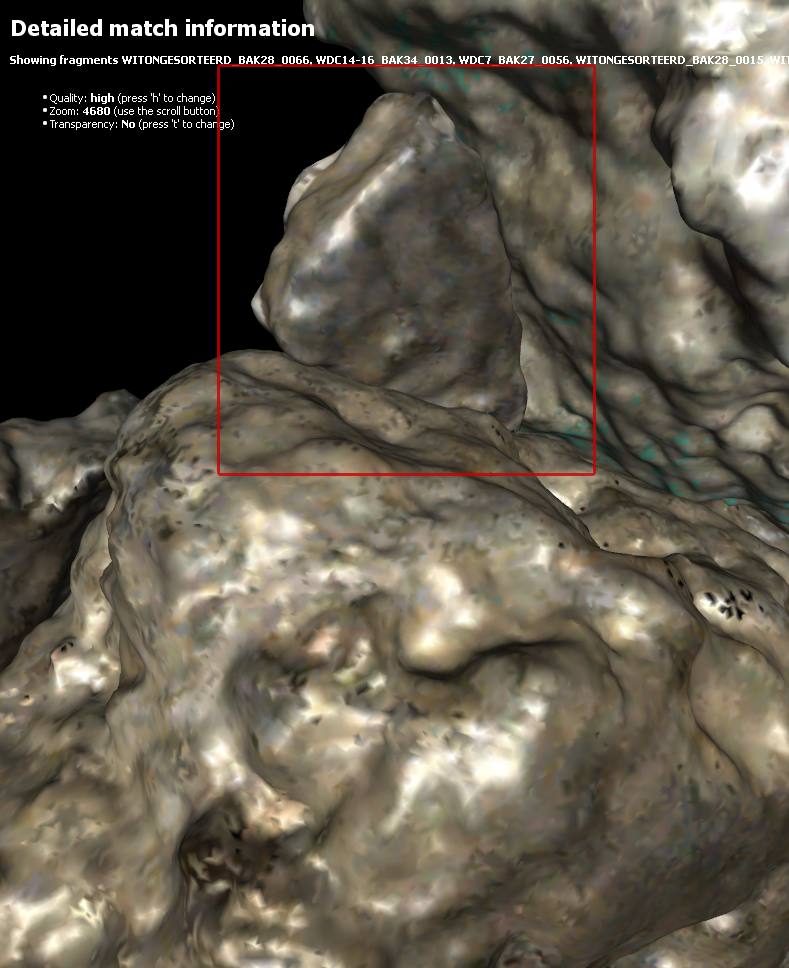 Detailed match information
Showing fragments WITONGESORTEERD_BAK28_0066, WDC14-16_BAK34_0013, WDC7_BAK27_0056, WITONGESORTEERD_BAK28_0015, WIT
• Quality: high (press 'h' to change)
• Zoom: 4680 (use the scroll button)
• Transparency: No (press 't' to change)